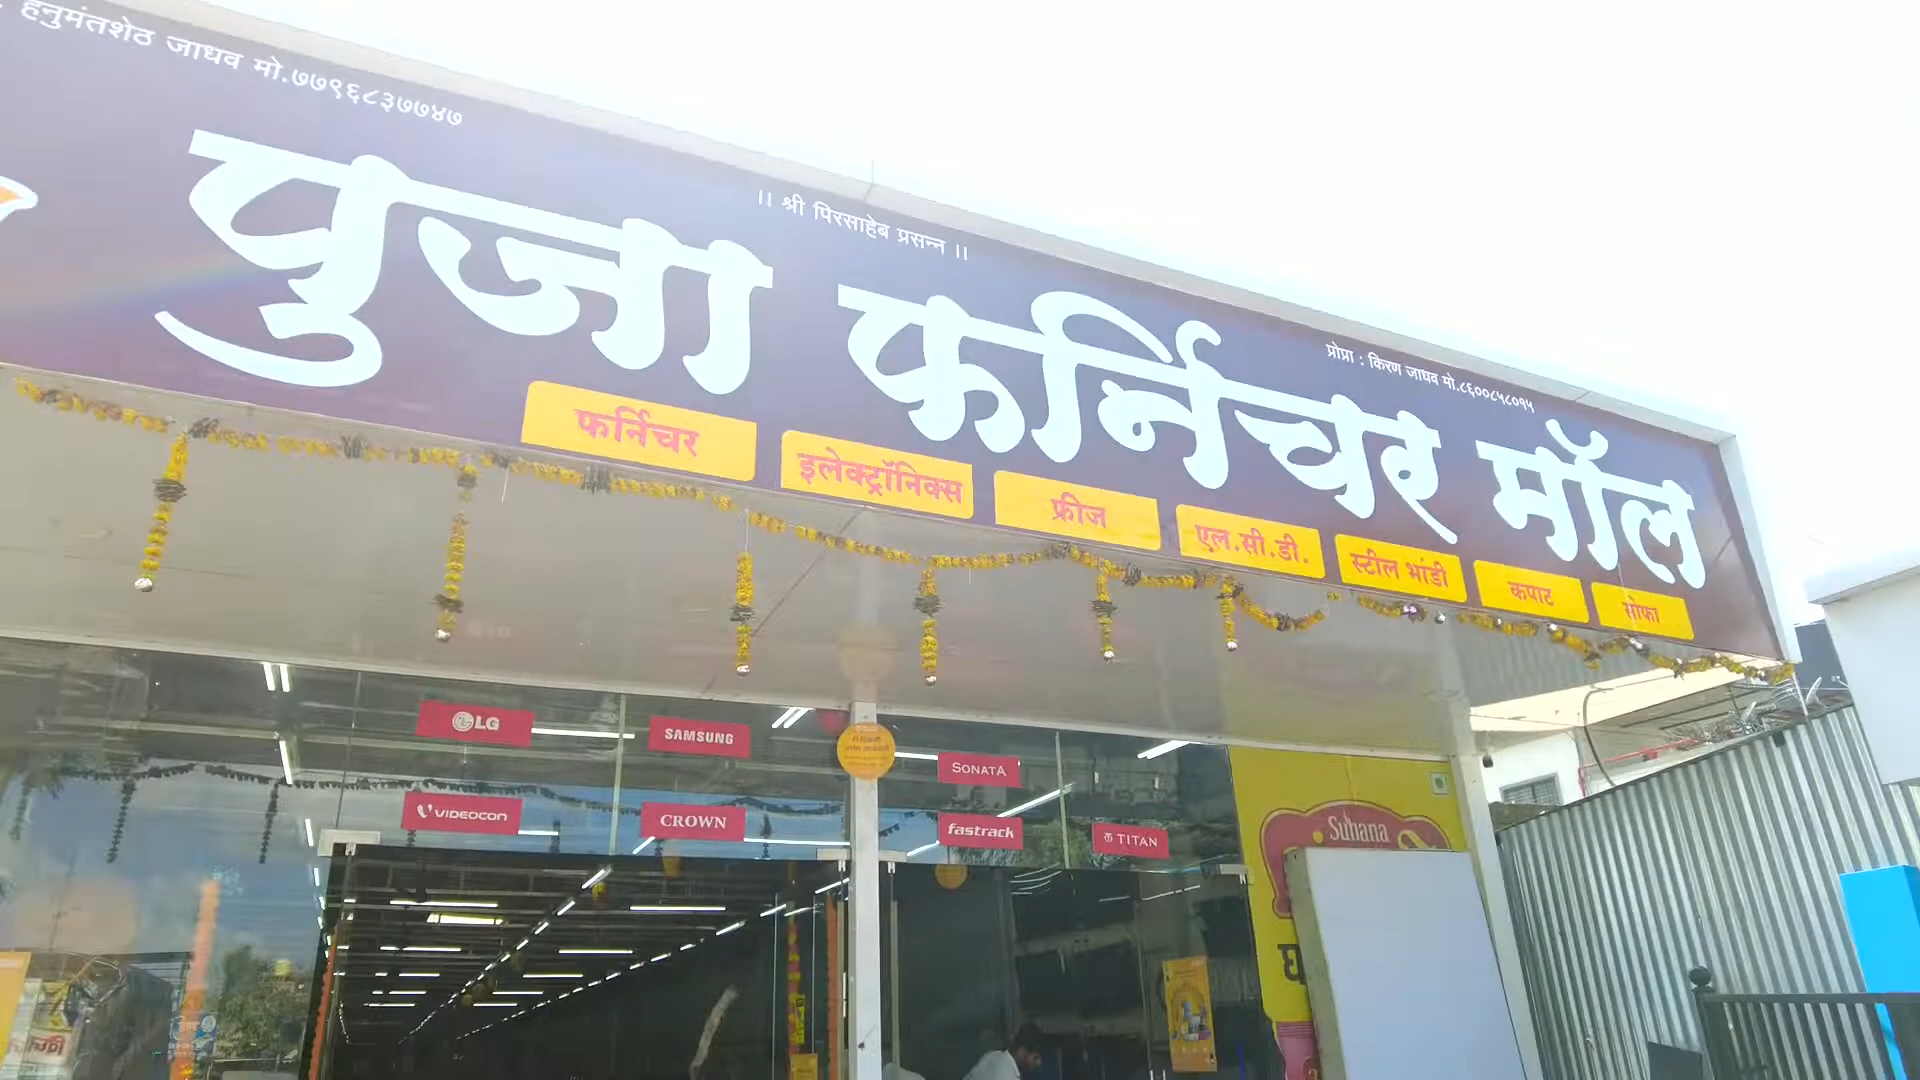 हनुमंतशेठ जाधव मो.७७९६८३७७४७
।। श्री पिरसाहेब प्रसन्न ।।
प्रोप्रा : किरण जाधव मो.८६००८५८०१५
पुजा फर्निचर मॉल
फर्निचर
इलेक्ट्रॉनिक्स
फ्रीज
एल.सी.डी.
स्टील भांडी
कपाट
सोफा
LG
SAMSUNG
SONATA
VIDEOCON
CROWN
fastrack
TITAN
Suhana